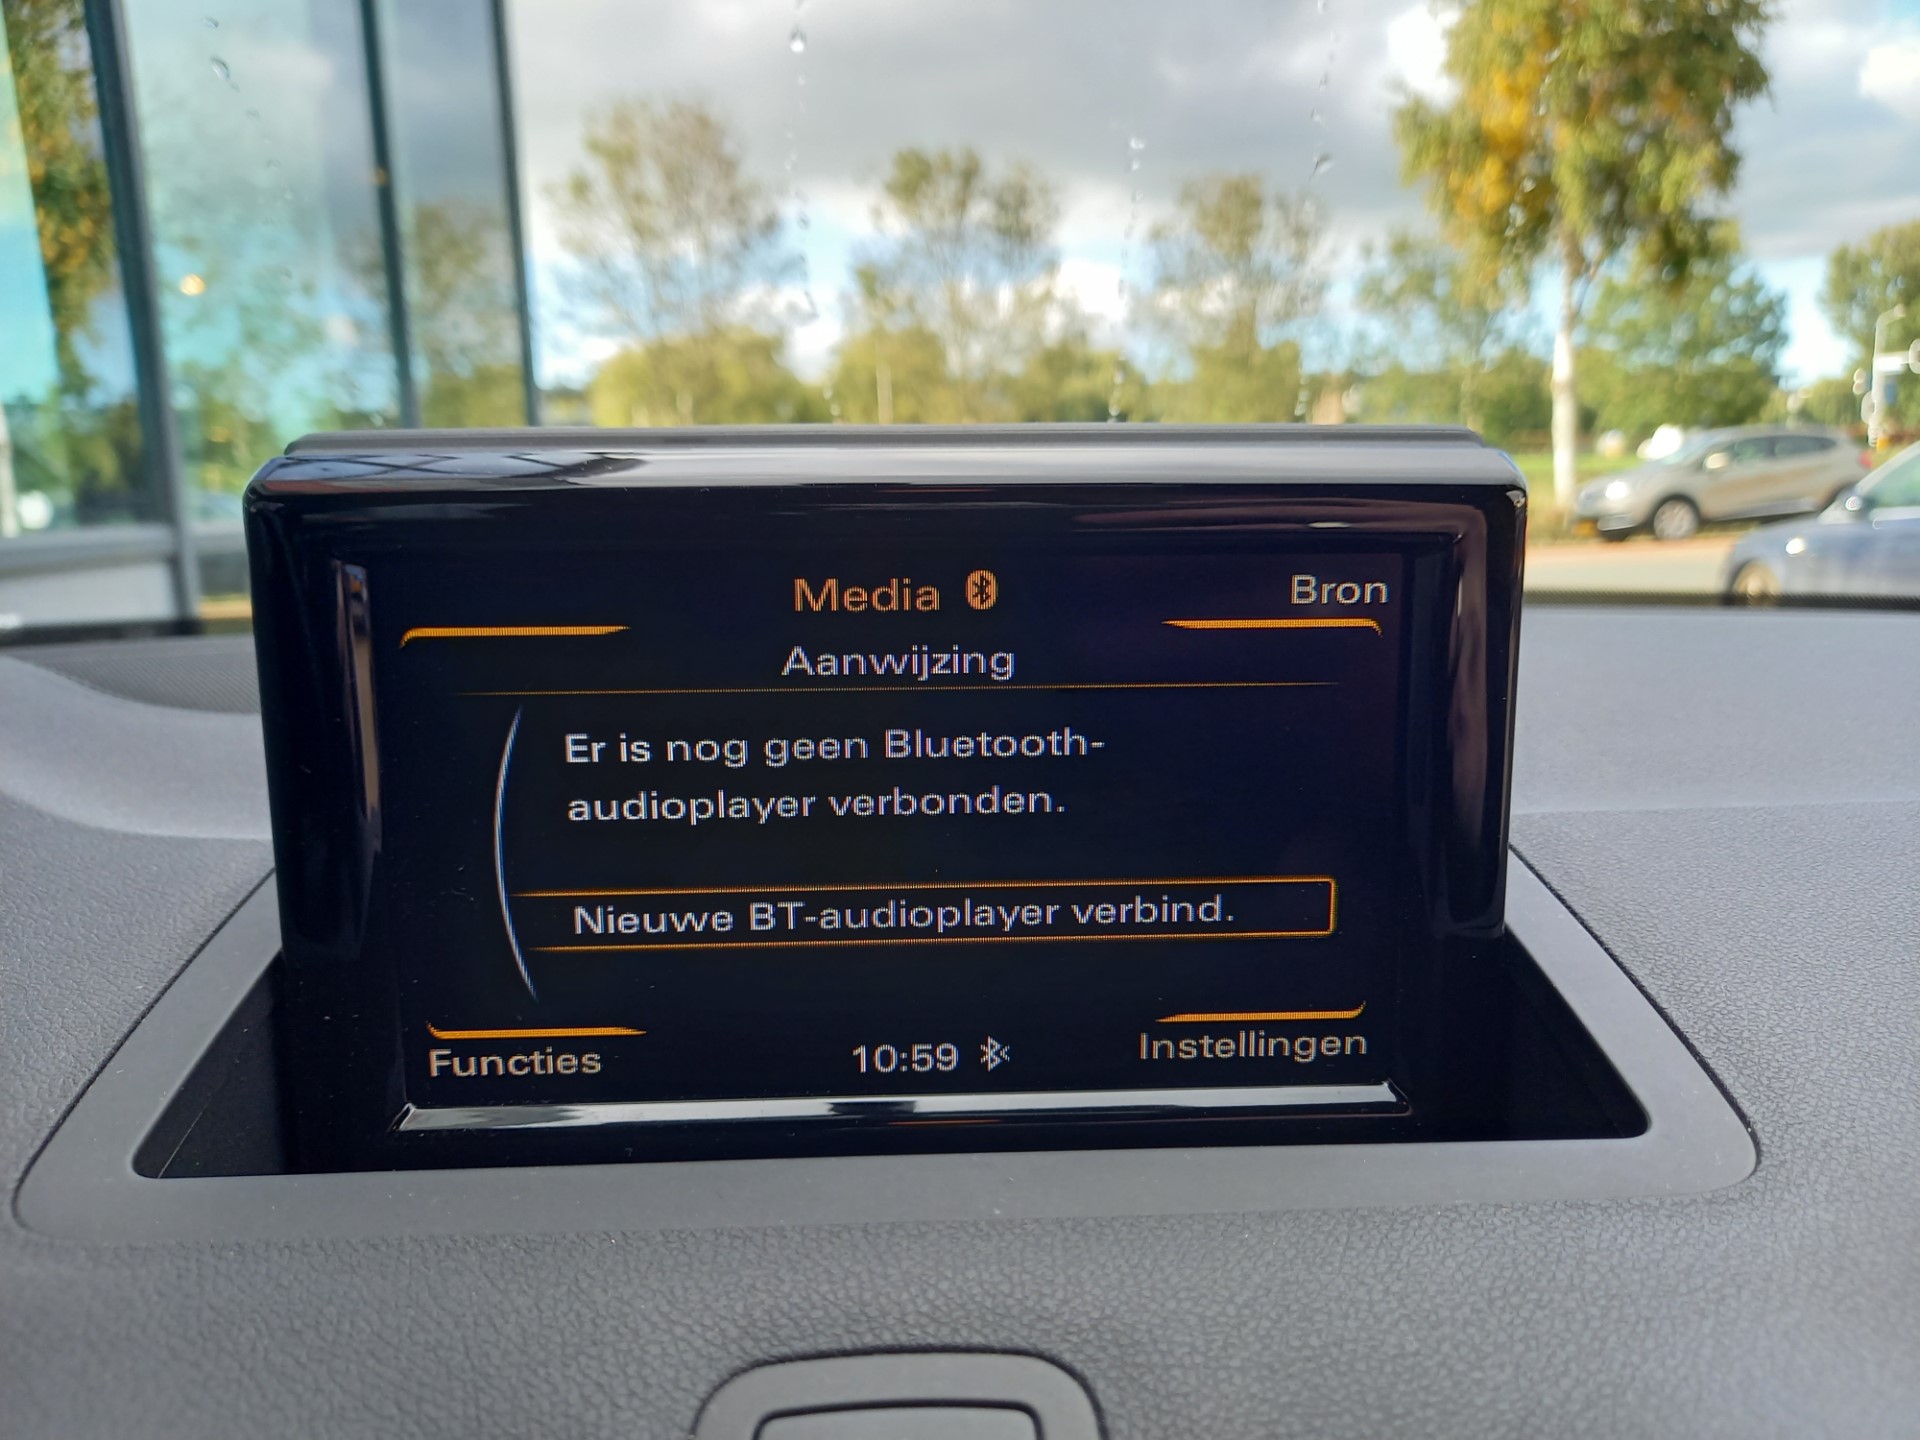 Media
Bron
Aanwijzing
Er is nog geen Bluetooth-
audioplayer verbonden.
Nieuwe BT-audioplayer verbind.
Functies
10:59
Instellingen